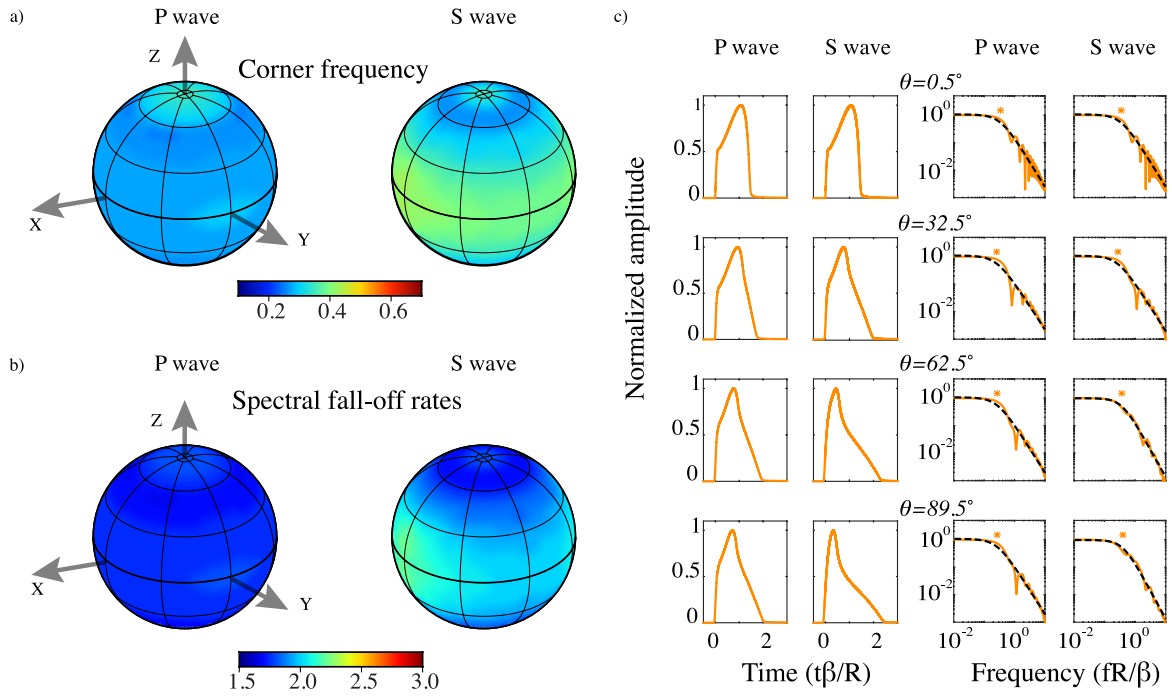 a)
P wave
S wave
Z
Corner frequency
X
Y
0.2 0.4 0.6
b)
P wave
S wave
Z
Spectral fall-off rates
X
Y
1.5 2.0 2.5 3.0
c)
P wave S wave P wave S wave
θ=0.5°
1
0.5
0
10^0
10^-2
θ=32.5°
1
0.5
0
10^0
10^-2
θ=62.5°
1
0.5
0
10^0
10^-2
θ=89.5°
1
0.5
0
10^0
10^-2
Normalized amplitude
0 2 0 2 10^-2 10^0 10^-2 10^0
Time (tβ/R)
Frequency (fR/β)